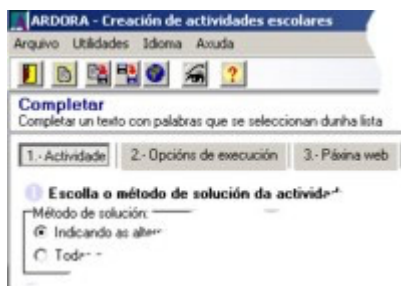 ARDORA - Creación de actividades escolares
Arquivo Utilidades Idioma Axuda
?
Completar
Completar un texto con palabras que se seleccionan dunha lista
1.- Actividade 2.- Opcións de execución 3.- Páxina web
Escolla o método de solución da
Método de solución:
Indicando as